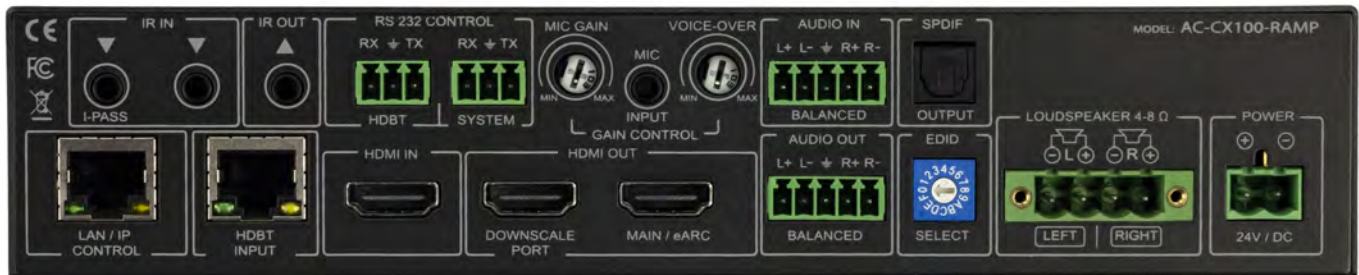 CE
FC
IR IN
I-PASS
IR OUT
RS 232 CONTROL
RX TX
HDBT
RX TX
SYSTEM
MIC GAIN
MIN MAX
MIC
INPUT
VOICE-OVER
MIN MAX
GAIN CONTROL
AUDIO IN
L+ L- R+ R-
BALANCED
SPDIF
OUTPUT
MODEL: AC-CX100-RAMP
LAN / IP
CONTROL
HDBT
INPUT
HDMI IN
HDMI OUT
DOWNSCALE
PORT
MAIN / eARC
AUDIO OUT
L+ L- R+ R-
BALANCED
EDID
0123456789ABCDEF
SELECT
LOUDSPEAKER 4-8 Ω
⊖ L ⊕ ⊖ R ⊕
LEFT | RIGHT
POWER
⊕ ⊖
24V / DC